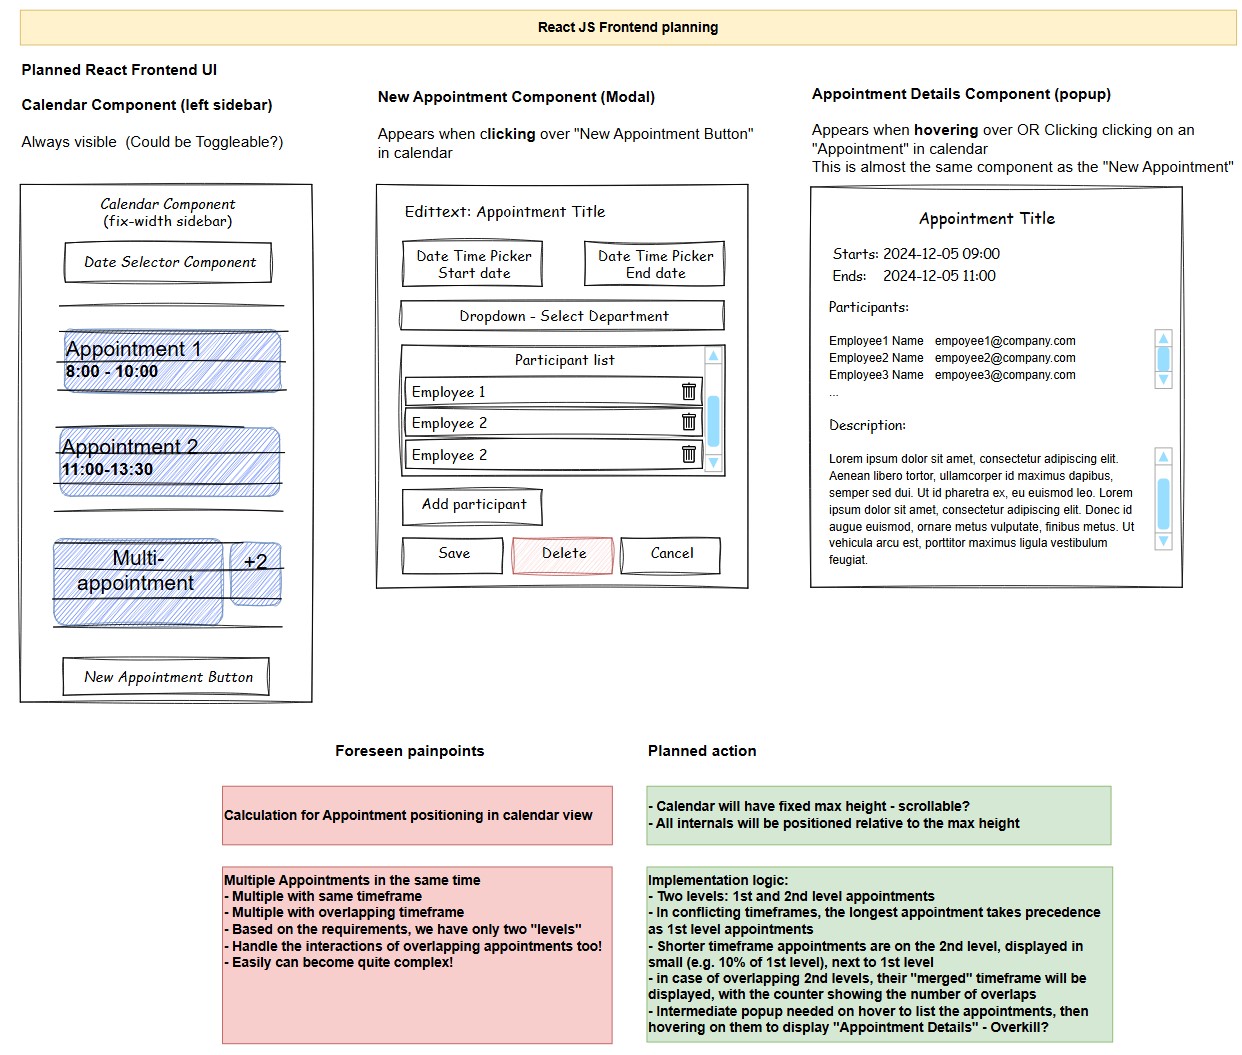 React JS Frontend planning
Planned React Frontend UI
Calendar Component (left sidebar)
Always visible  (Could be Toggleable?)
Calendar Component
(fix-width sidebar)
Date Selector Component
Appointment 1
8:00 - 10:00
Appointment 2
11:00-13:30
Multi-
appointment
+2
New Appointment Button
New Appointment Component (Modal)
Appears when clicking over "New Appointment Button"
in calendar
Edittext: Appointment Title
Date Time Picker
Start date
Date Time Picker
End date
Dropdown - Select Department
Participant list
Employee 1
Employee 2
Employee 2
Add participant
Save
Delete
Cancel
Appointment Details Component (popup)
Appears when hovering over OR Clicking clicking on an
"Appointment" in calendar
This is almost the same component as the "New Appointment"
Appointment Title
Starts: 2024-12-05 09:00
Ends: 2024-12-05 11:00
Participants:
Employee1 Name empoyee1@company.com
Employee2 Name empoyee2@company.com
Employee3 Name empoyee3@company.com
...
Description:
Lorem ipsum dolor sit amet, consectetur adipiscing elit.
Aenean libero tortor, ullamcorper id maximus dapibus,
semper sed dui. Ut id pharetra ex, eu euismod leo. Lorem
ipsum dolor sit amet, consectetur adipiscing elit. Donec id
augue euismod, ornare metus vulputate, finibus metus. Ut
vehicula arcu est, porttitor maximus ligula vestibulum
feugiat.
Foreseen painpoints
Planned action
Calculation for Appointment positioning in calendar view
- Calendar will have fixed max height - scrollable?
- All internals will be positioned relative to the max height
Multiple Appointments in the same time
- Multiple with same timeframe
- Multiple with overlapping timeframe
- Based on the requirements, we have only two "levels"
- Handle the interactions of overlapping appointments too!
- Easily can become quite complex!
Implementation logic:
- Two levels: 1st and 2nd level appointments
- In conflicting timeframes, the longest appointment takes precedence
as 1st level appointments
- Shorter timeframe appointments are on the 2nd level, displayed in
small (e.g. 10% of 1st level), next to 1st level
- in case of overlapping 2nd levels, their "merged" timeframe will be
displayed, with the counter showing the number of overlaps
- Intermediate popup needed on hover to list the appointments, then
hovering on them to display "Appointment Details" - Overkill?